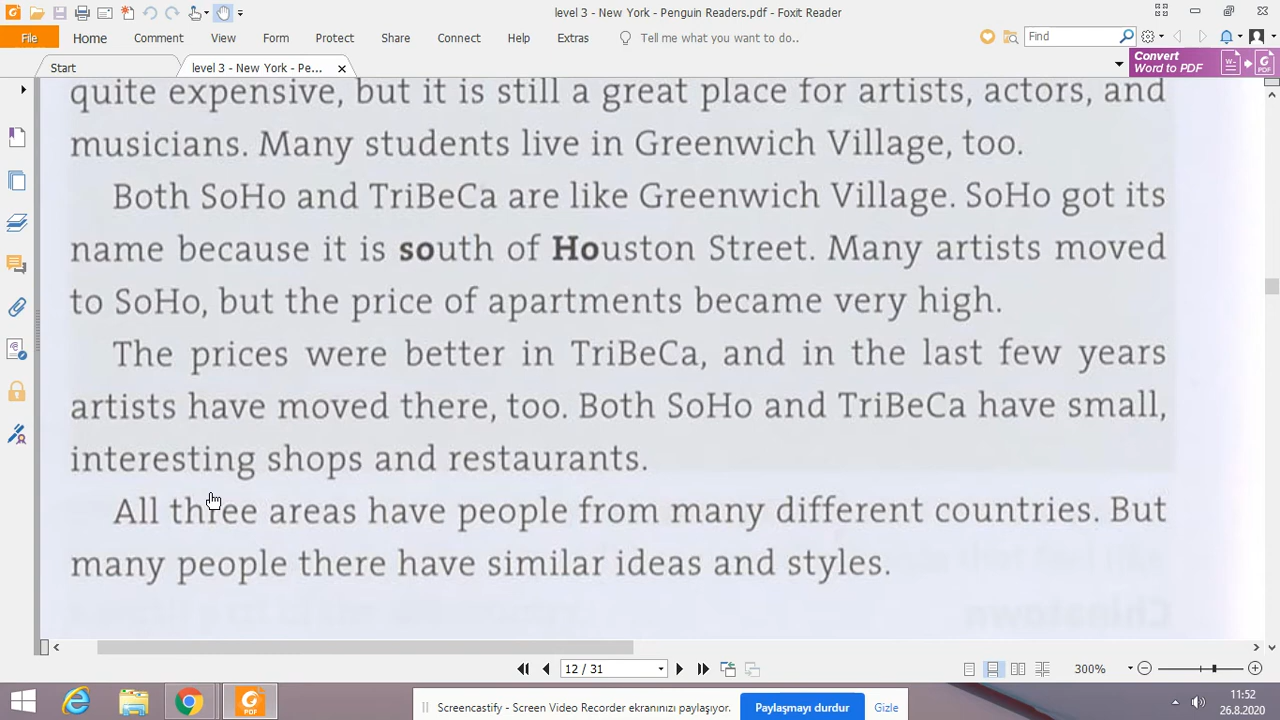 level 3 - New York - Penguin Readers.pdf - Foxit Reader
File Home Comment View Form Protect Share Connect Help Extras Tell me what you want to do.. Find
Start level 3 - New York - Pe...
Convert
Word to PDF
quite expensive, but it is still a great place for artists, actors, and
musicians. Many students live in Greenwich Village, too.
Both SoHo and TriBeCa are like Greenwich Village. SoHo got its
name because it is south of Houston Street. Many artists moved
to SoHo, but the price of apartments became very high.
The prices were better in TriBeCa, and in the last few years
artists have moved there, too. Both SoHo and TriBeCa have small,
interesting shops and restaurants.
All three areas have people from many different countries. But
many people there have similar ideas and styles.
Chinatown
12 / 31 300%
Screencastify - Screen Video Recorder ekranınızı paylaşıyor. Paylaşmayı durdur Gizle
11:52
26.8.2020